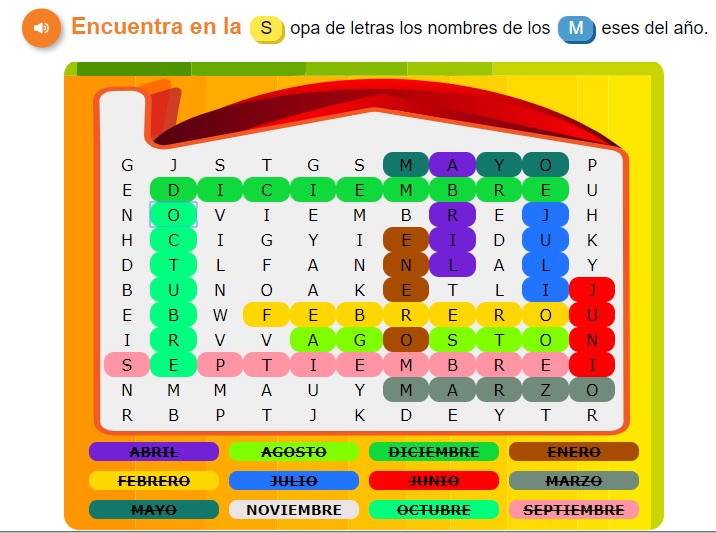 Encuentra en la S opa de letras los nombres de los M eses del año.
G J S T G S M A Y O P
E D I C I E M B R E U
N O V I E M B R E J H
H C I G Y I E I D U K
D T L F A N N L A L Y
B U N O A K E T L I J
E B W F E B R E R O U
I R V V A G O S T O N
S E P T I E M B R E I
N M M A U Y M A R Z O
R B P T J K D E Y T R
ABRIL AGOSTO DICIEMBRE ENERO
FEBRERO JULIO JUNIO MARZO
MAYO NOVIEMBRE OCTUBRE SEPTIEMBRE